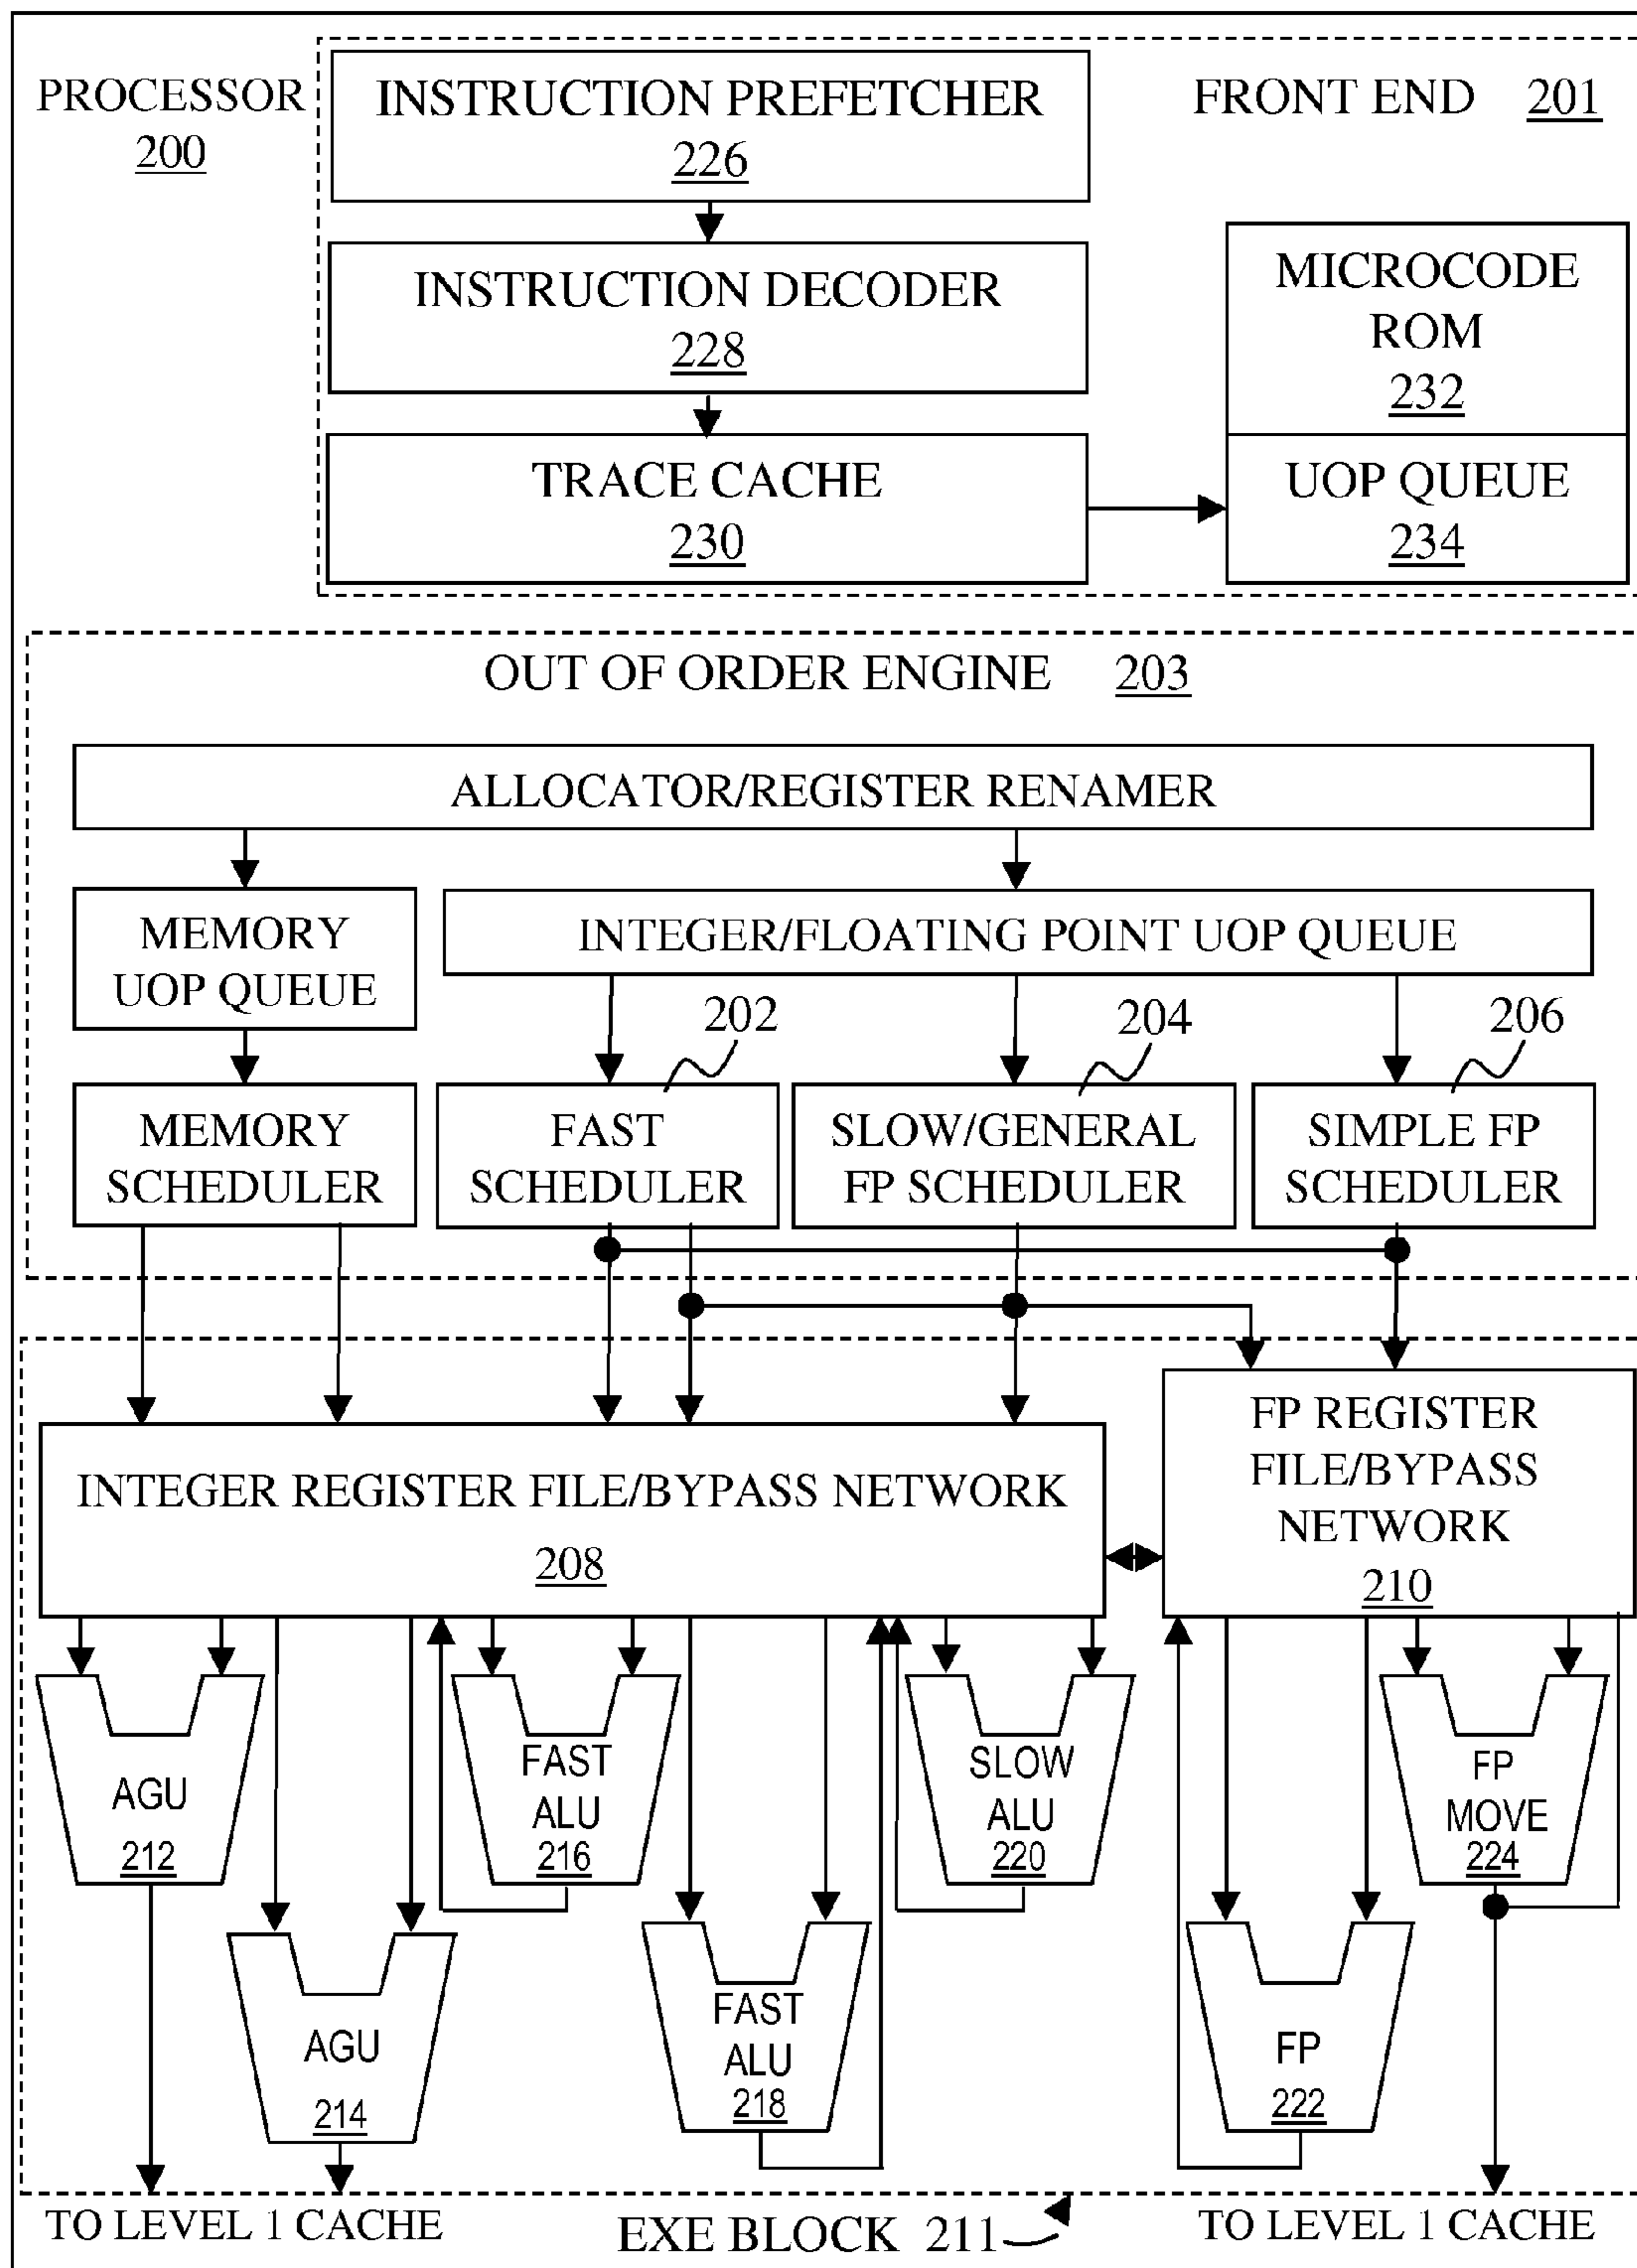 PROCESSOR
200
INSTRUCTION PREFETCHER
226
FRONT END 201
INSTRUCTION DECODER
228
MICROCODE
ROM
232
TRACE CACHE
230
UOP QUEUE
234
OUT OF ORDER ENGINE 203
ALLOCATOR/REGISTER RENAMER
MEMORY
UOP QUEUE
INTEGER/FLOATING POINT UOP QUEUE
202
204
206
MEMORY
SCHEDULER
FAST
SCHEDULER
SLOW/GENERAL
FP SCHEDULER
SIMPLE FP
SCHEDULER
INTEGER REGISTER FILE/BYPASS NETWORK
208
FP REGISTER
FILE/BYPASS
NETWORK
210
AGU
212
FAST
ALU
216
SLOW
ALU
220
FP
MOVE
224
AGU
214
FAST
ALU
218
FP
222
TO LEVEL 1 CACHE
EXE BLOCK 211
TO LEVEL 1 CACHE